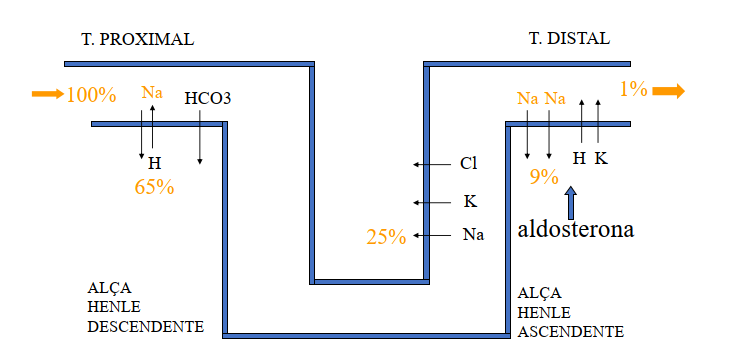 T. PROXIMAL
T. DISTAL
100%
Na
HCO3
Na Na
1%
H
65%
Cl
K
25%
Na
H K
9%
aldosterona
ALÇA
HENLE
DESCENDENTE
ALÇA
HENLE
ASCENDENTE